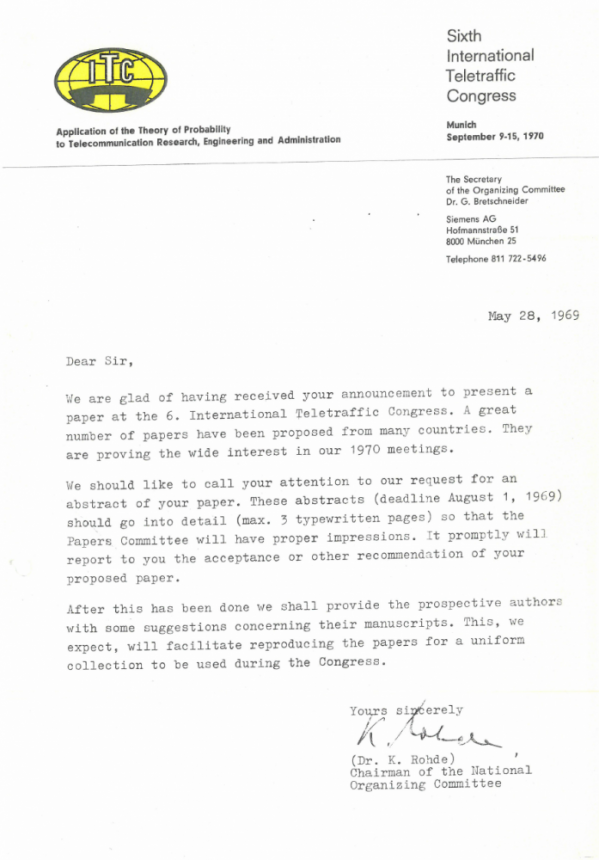 ITC
Sixth
International
Teletraffic
Congress
Application of the Theory of Probability
to Telecommunication Research, Engineering and Administration
Munich
September 9-15, 1970
The Secretary
of the Organizing Committee
Dr. G. Bretschneider
Siemens AG
Hofmannstraße 51
8000 München 25
Telephone 811 722-5496
May 28, 1969
Dear Sir,
We are glad of having received your announcement to present a
paper at the 6. International Teletraffic Congress. A great
number of papers have been proposed from many countries. They
are proving the wide interest in our 1970 meetings.
We should like to call your attention to our request for an
abstract of your paper. These abstracts (deadline August 1, 1969)
should go into detail (max. 3 typewritten pages) so that the
Papers Committee will have proper impressions. It promptly will
report to you the acceptance or other recommendation of your
proposed paper.
After this has been done we shall provide the prospective authors
with some suggestions concerning their manuscripts. This, we
expect, will facilitate reproducing the papers for a uniform
collection to be used during the Congress.
Yours sincerely
K. Rohde
(Dr. K. Rohde)
Chairman of the National
Organizing Committee